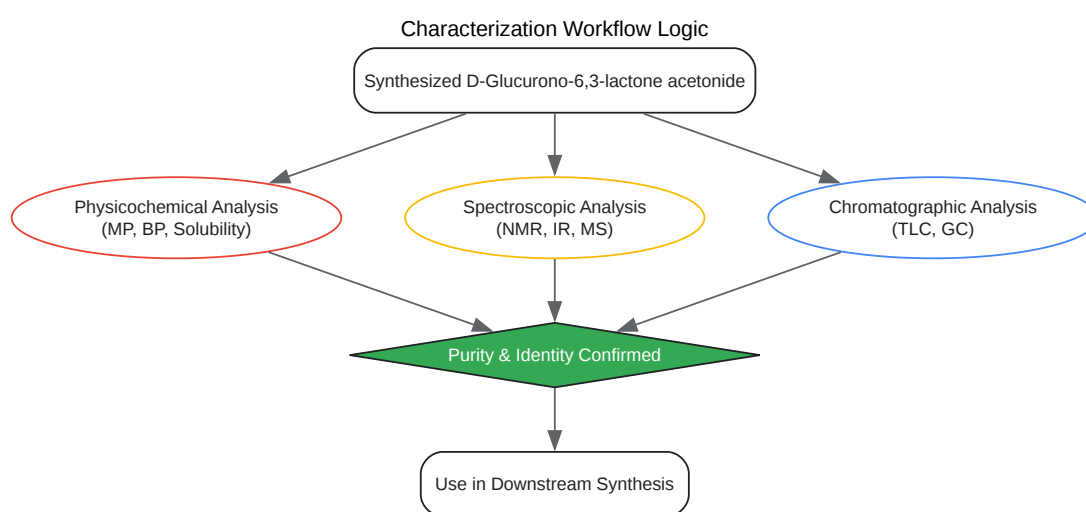 Characterization Workflow Logic
Synthesized D-Glucurono-6,3-lactone acetonide
Physicochemical Analysis
(MP, BP, Solubility)
Spectroscopic Analysis
(NMR, IR, MS)
Chromatographic Analysis
(TLC, GC)
Purity & Identity Confirmed
Use in Downstream Synthesis